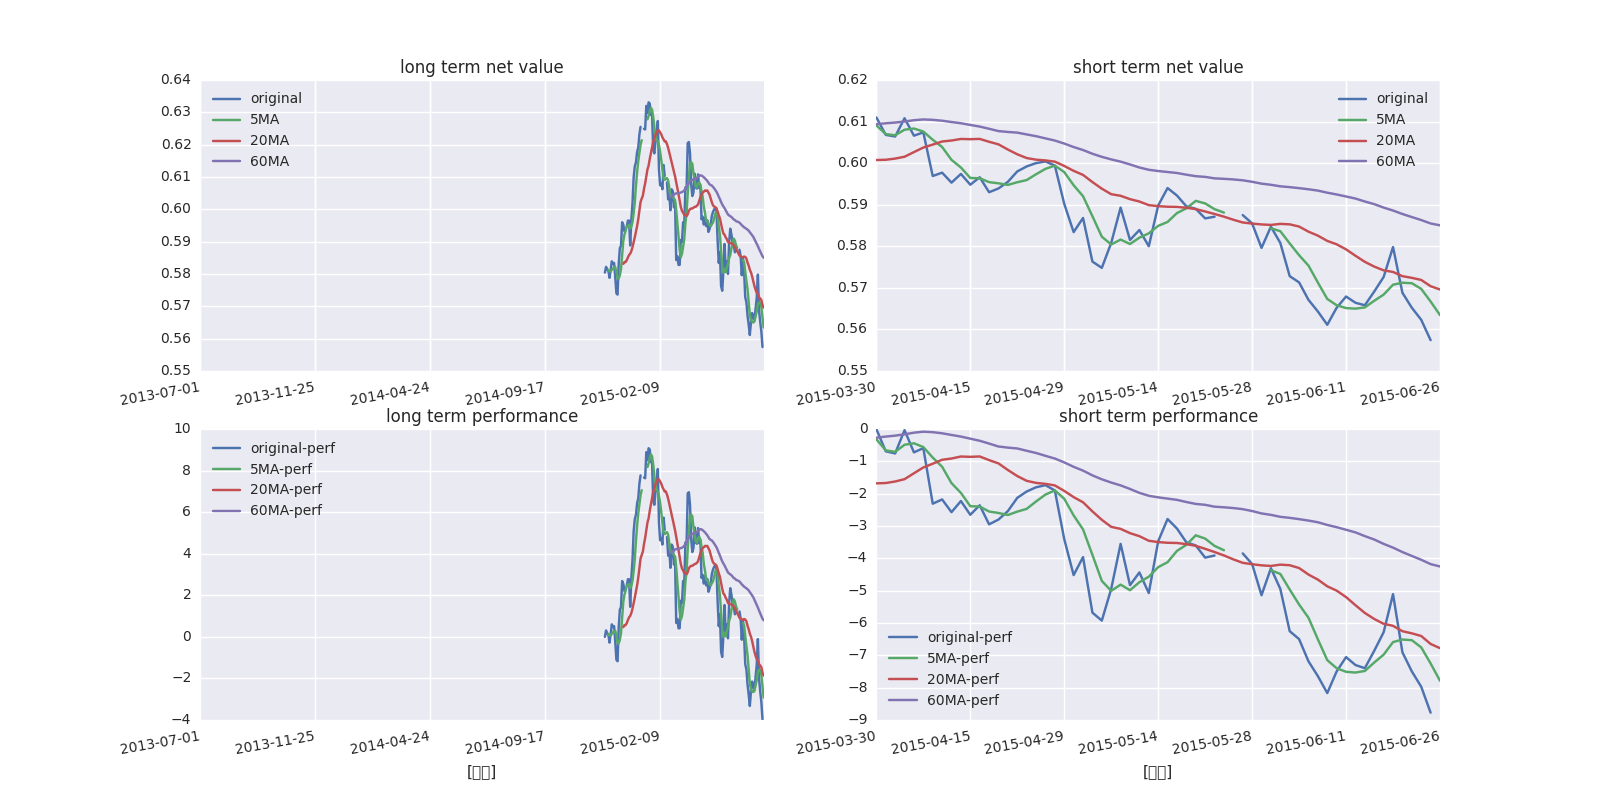 long term net value
0.64
0.63
0.62
0.61
0.60
0.59
0.58
0.57
0.56
0.55
original
5MA
20MA
60MA
2013-07-01 2013-11-25 2014-04-24 2014-09-17 2015-02-09
short term net value
0.62
0.61
0.60
0.59
0.58
0.57
0.56
0.55
original
5MA
20MA
60MA
2015-03-30 2015-04-15 2015-04-29 2015-05-14 2015-05-28 2015-06-11 2015-06-26
long term performance
10
8
6
4
2
0
−2
−4
original-perf
5MA-perf
20MA-perf
60MA-perf
2013-07-01 2013-11-25 2014-04-24 2014-09-17 2015-02-09
[▯▯]
short term performance
0
−1
−2
−3
−4
−5
−6
−7
−8
−9
original-perf
5MA-perf
20MA-perf
60MA-perf
2015-03-30 2015-04-15 2015-04-29 2015-05-14 2015-05-28 2015-06-11 2015-06-26
[▯▯]